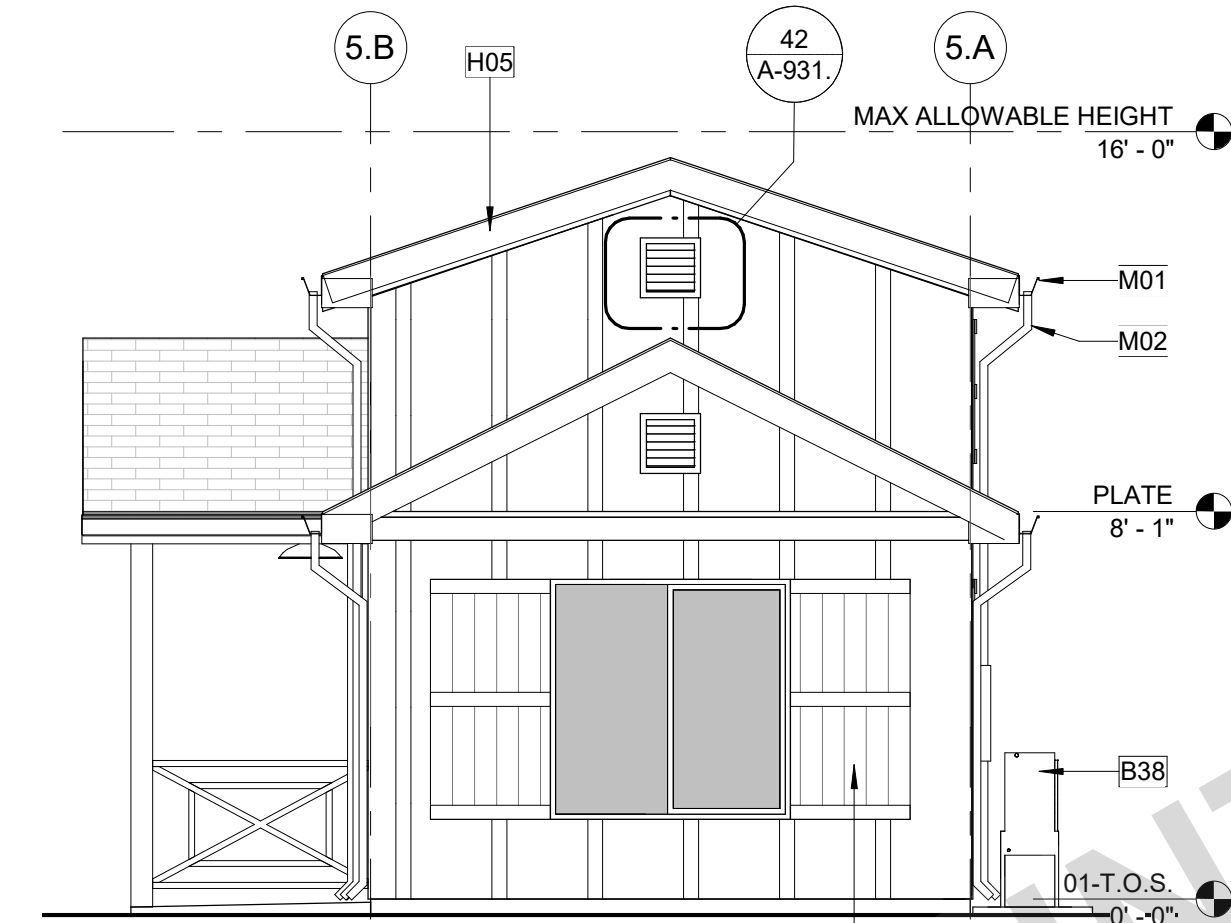 5.B
H05
42
A-931.
5.A
MAX ALLOWABLE HEIGHT
16' - 0"
M01
M02
PLATE
8' - 1"
B38
01-T.O.S.
0' - 0"